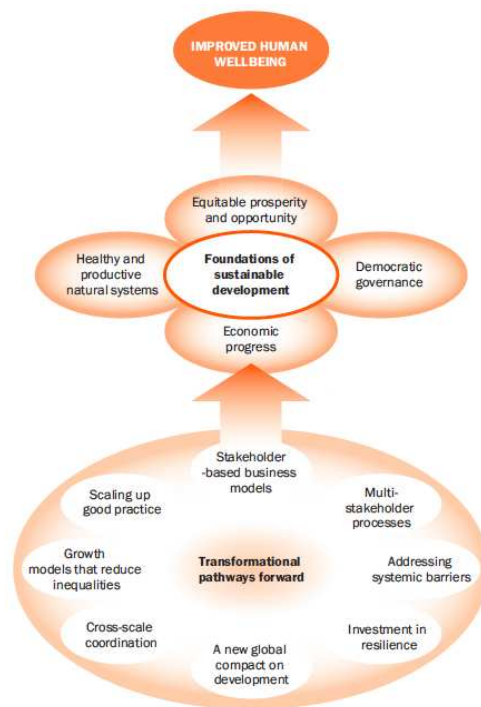 IMPROVED HUMAN
WELLBEING
Equitable prosperity
and opportunity
Healthy and
productive
natural systems
Foundations of
sustainable
development
Democratic
governance
Economic
progress
Stakeholder
-based business
models
Scaling up
good practice
Multi-
stakeholder
processes
Growth
models that reduce
inequalities
Transformational
pathways forward
Addressing
systemic barriers
Cross-scale
coordination
A new global
compact on
development
Investment in
resilience